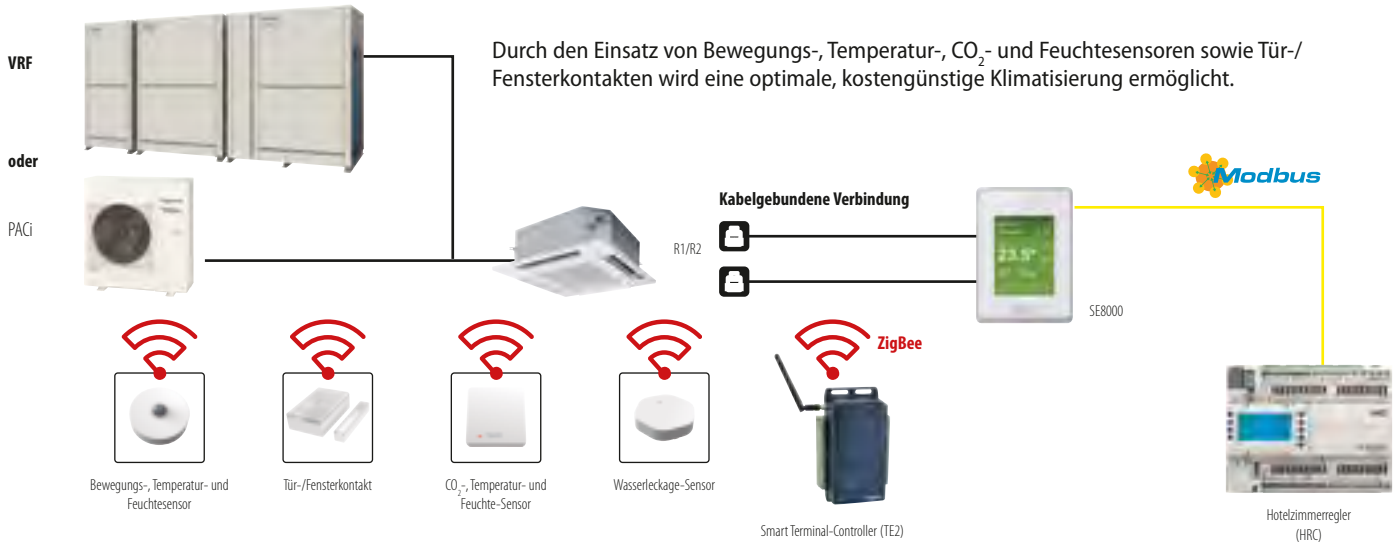 VRF
Durch den Einsatz von Bewegungs-, Temperatur-, CO2- und Feuchtesensoren sowie Tür-/
Fensterkontakten wird eine optimale, kostengünstige Klimatisierung ermöglicht.
oder
PACi
Modbus
Kabelgebundene Verbindung
R1/R2
23.5°
SE8000
ZigBee
Bewegungs-, Temperatur- und
Feuchtesensor
Tür-/Fensterkontakt
CO2-, Temperatur- und
Feuchte-Sensor
Wasserleckage-Sensor
Smart Terminal-Controller (TE2)
Hotelzimmerregler
(HRC)